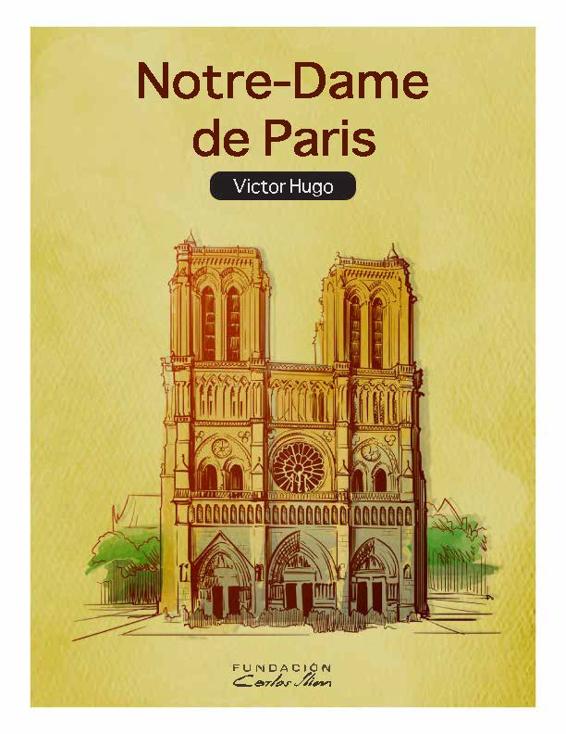 Notre-Dame
de Paris
Victor Hugo
FUNDACIÓN
Carlos Slim